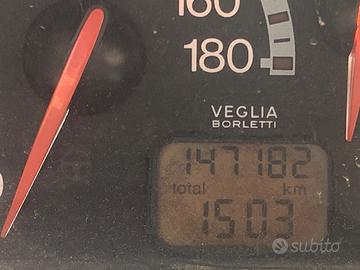 160
180
VEGLIA
BORLETTI
147182
total km
1503
subito